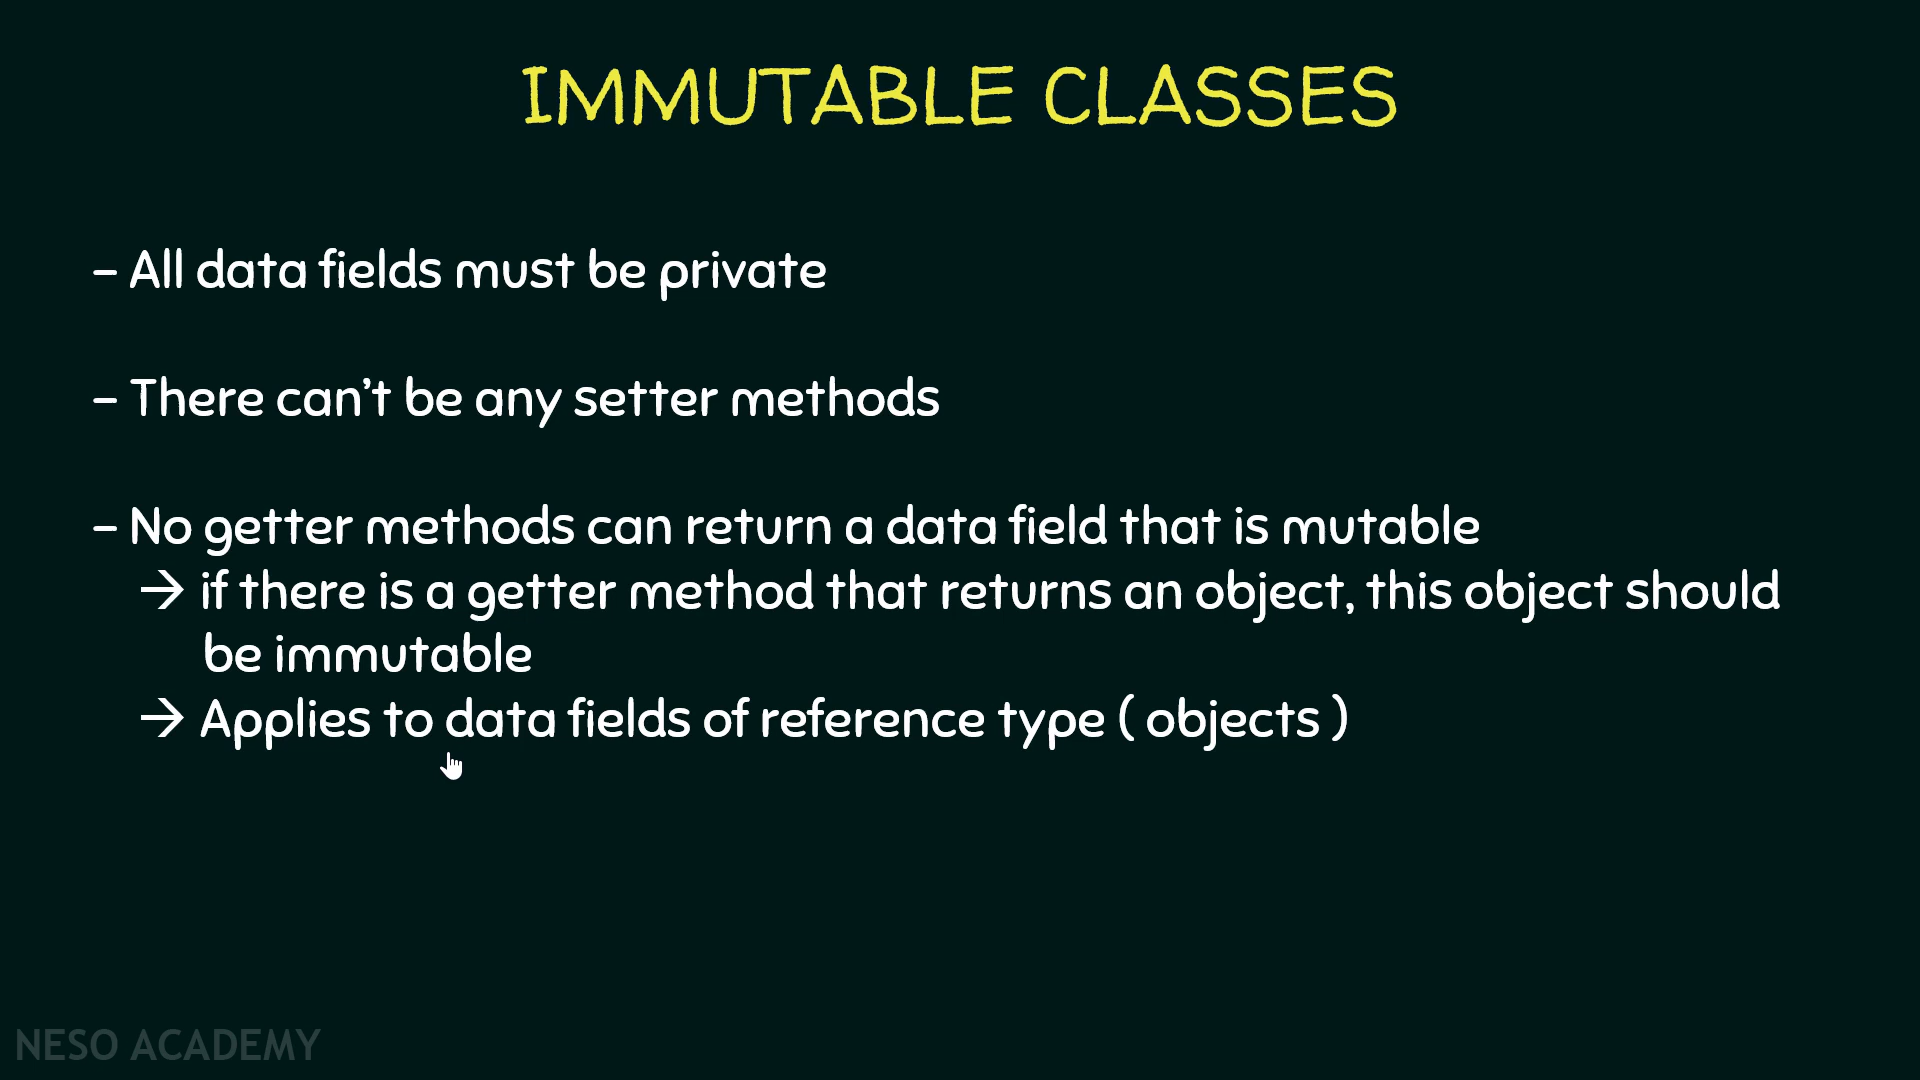 IMMUTABLE CLASSES
– All data fields must be private
– There can’t be any setter methods
– No getter methods can return a data field that is mutable
→ if there is a getter method that returns an object, this object should
be immutable
→ Applies to data fields of reference type ( objects )
NESO ACADEMY